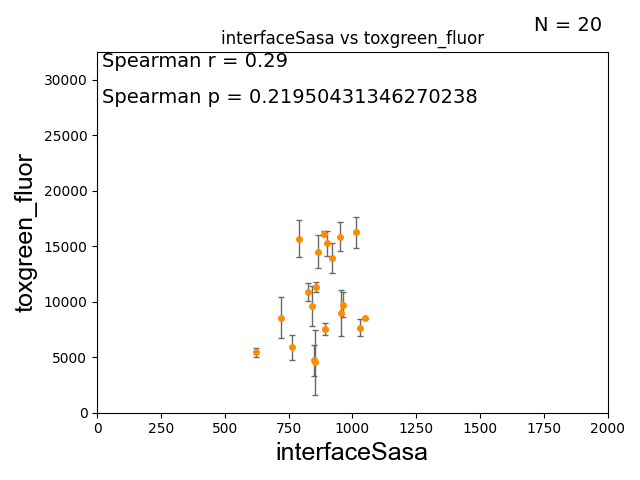 N = 20
interfaceSasa vs toxgreen_fluor
Spearman r = 0.29
Spearman p = 0.21950431346270238
30000
25000
20000
15000
10000
5000
0
toxgreen_fluor
0 250 500 750 1000 1250 1500 1750 2000
interfaceSasa